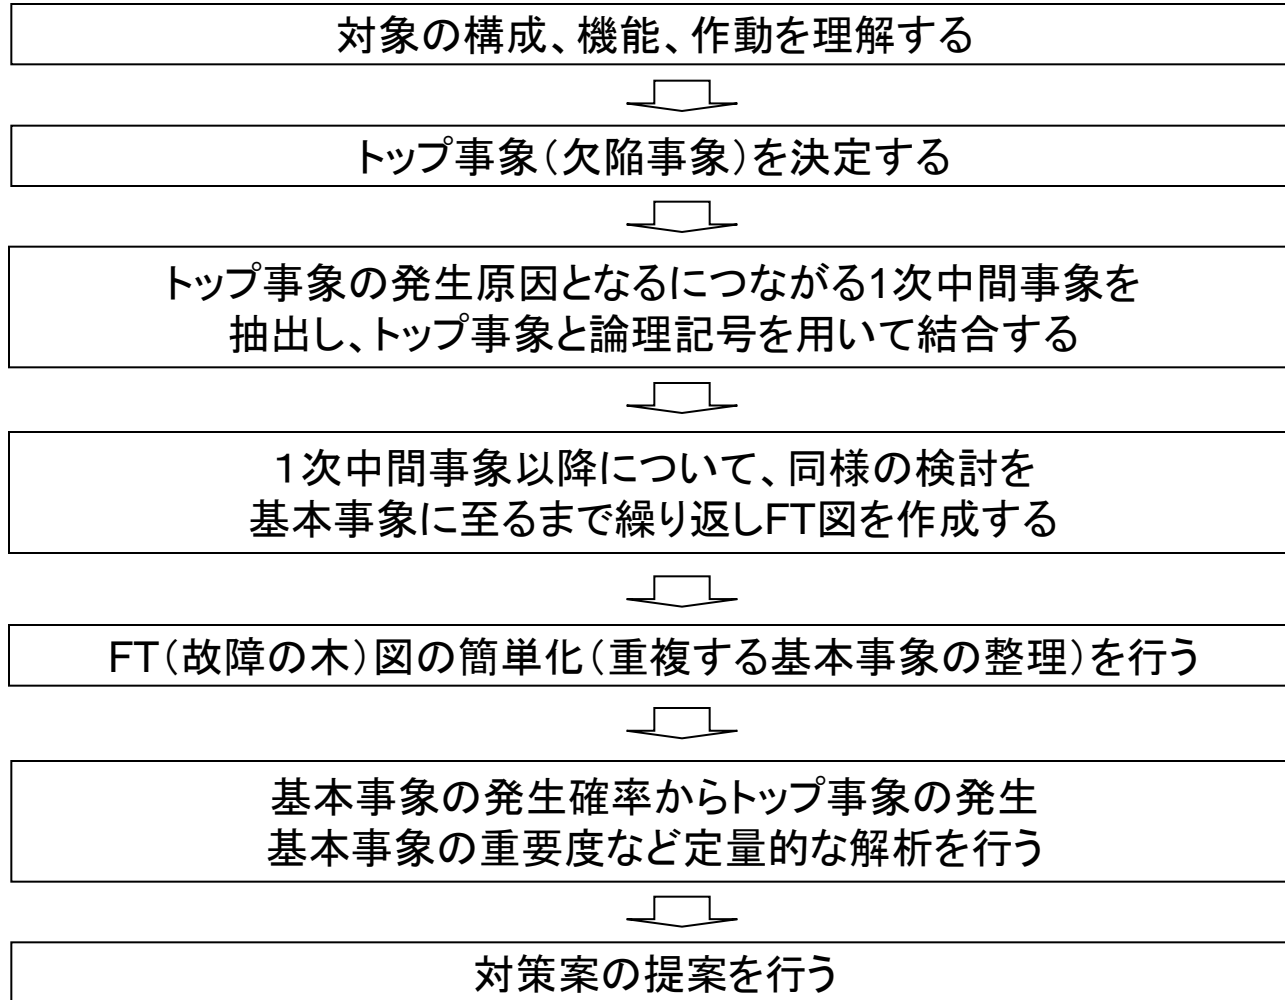 対象の構成、機能、作動を理解する
トップ事象(欠陥事象)を決定する
トップ事象の発生原因となるにつながる1次中間事象を
抽出し、トップ事象と論理記号を用いて結合する
1次中間事象以降について、同様の検討を
基本事象に至るまで繰り返しFT図を作成する
FT(故障の木)図の簡単化(重複する基本事象の整理)を行う
基本事象の発生確率からトップ事象の発生
基本事象の重要度など定量的な解析を行う
対策案の提案を行う